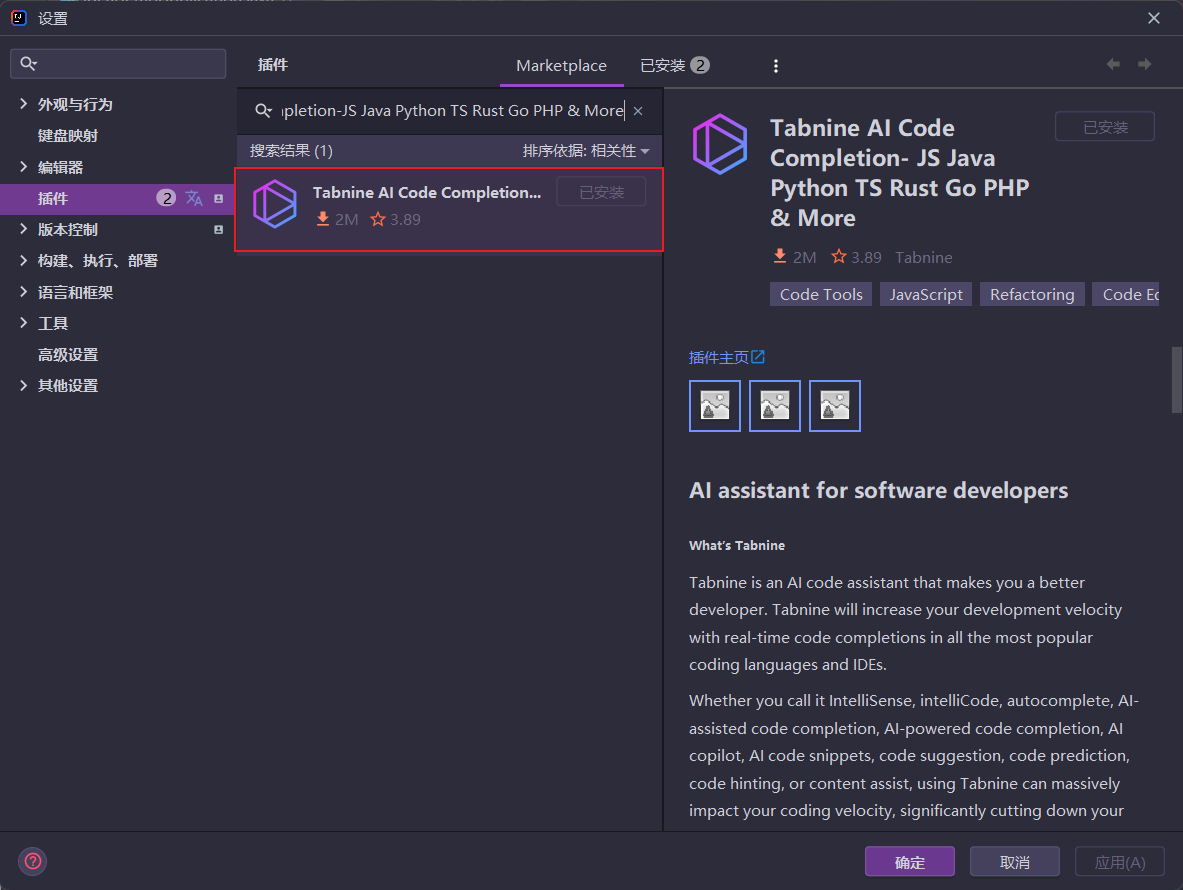 设置
插件
Marketplace
已安装 2
外观与行为
键盘映射
编辑器
插件 2
版本控制
构建、执行、部署
语言和框架
工具
高级设置
其他设置
pletion-JS Java Python TS Rust Go PHP & More
搜索结果 (1)
排序依据: 相关性
Tabnine AI Code Completion...
已安装
2M 3.89
Tabnine AI Code
Completion- JS Java
Python TS Rust Go PHP
& More
已安装
2M 3.89 Tabnine
Code Tools JavaScript Refactoring Code Ed
插件主页
AI assistant for software developers
What's Tabnine
Tabnine is an AI code assistant that makes you a better
developer. Tabnine will increase your development velocity
with real-time code completions in all the most popular
coding languages and IDEs.
Whether you call it IntelliSense, intelliCode, autocomplete, AI-
assisted code completion, AI-powered code completion, AI
copilot, AI code snippets, code suggestion, code prediction,
code hinting, or content assist, using Tabnine can massively
impact your coding velocity, significantly cutting down your
确定
取消
应用(A)